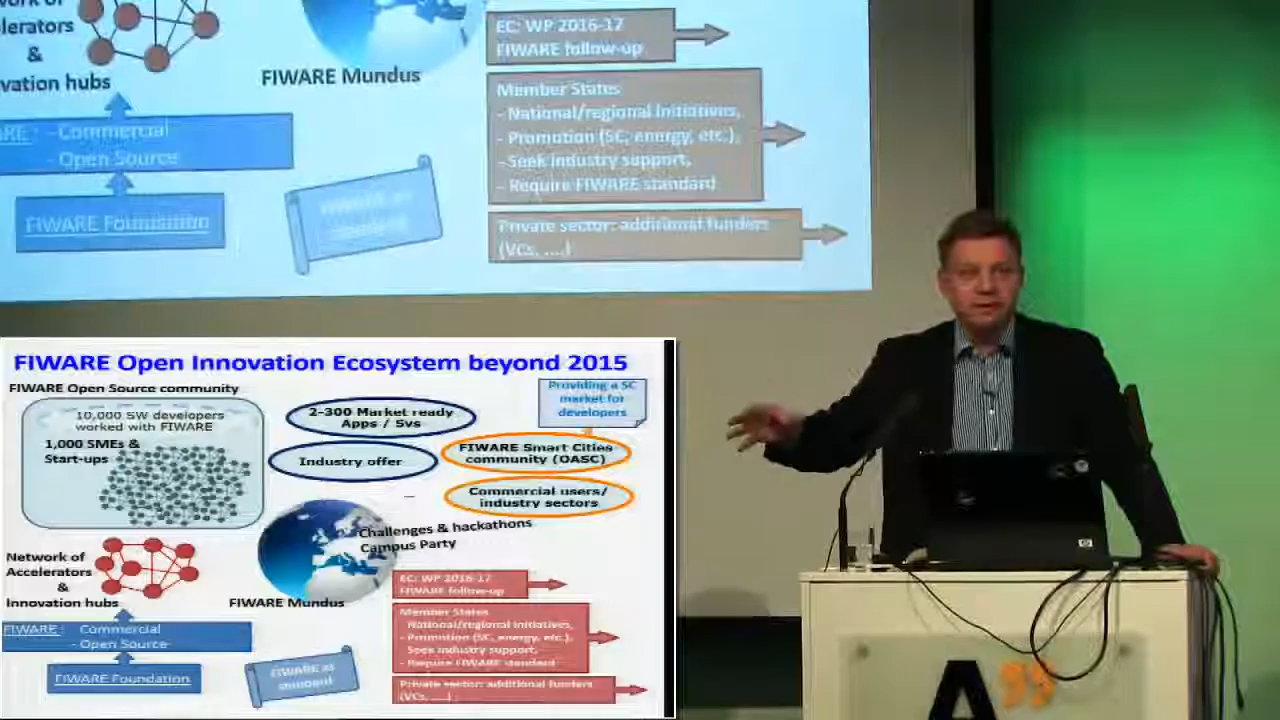 work of
lerators
&
vation hubs
FIWARE Mundus
EC: WP 2016-17
FIWARE follow-up
Member States
- National/regional initiatives,
- Promotion (SC, energy, etc.),
- Seek industry support,
- Require FIWARE standard
Private sector: additional funders
(VCs, ....)
ARE : - Commercial
- Open Source
FIWARE Foundation
FIWARE as
standard
FIWARE Open Innovation Ecosystem beyond 2015
FIWARE Open Source community
10,000 SW developers
worked with FIWARE
1,000 SMEs &
Start-ups
2-300 Market ready
Apps / Svs
Industry offer
Providing a SC
market for
developers
FIWARE Smart Cities
community (OASC)
Commercial users/
industry sectors
Challenges & hackathons
Campus Party
Network of
Accelerators
&
Innovation hubs
FIWARE Mundus
EC: WP 2016-17
FIWARE follow-up
Member States
- National/regional initiatives,
- Promotion (SC, energy, etc.),
- Seek industry support,
- Require FIWARE standard
Private sector: additional funders
(VCs, ....)
FIWARE : - Commercial
- Open Source
FIWARE Foundation
FIWARE as
standard
hp
A"